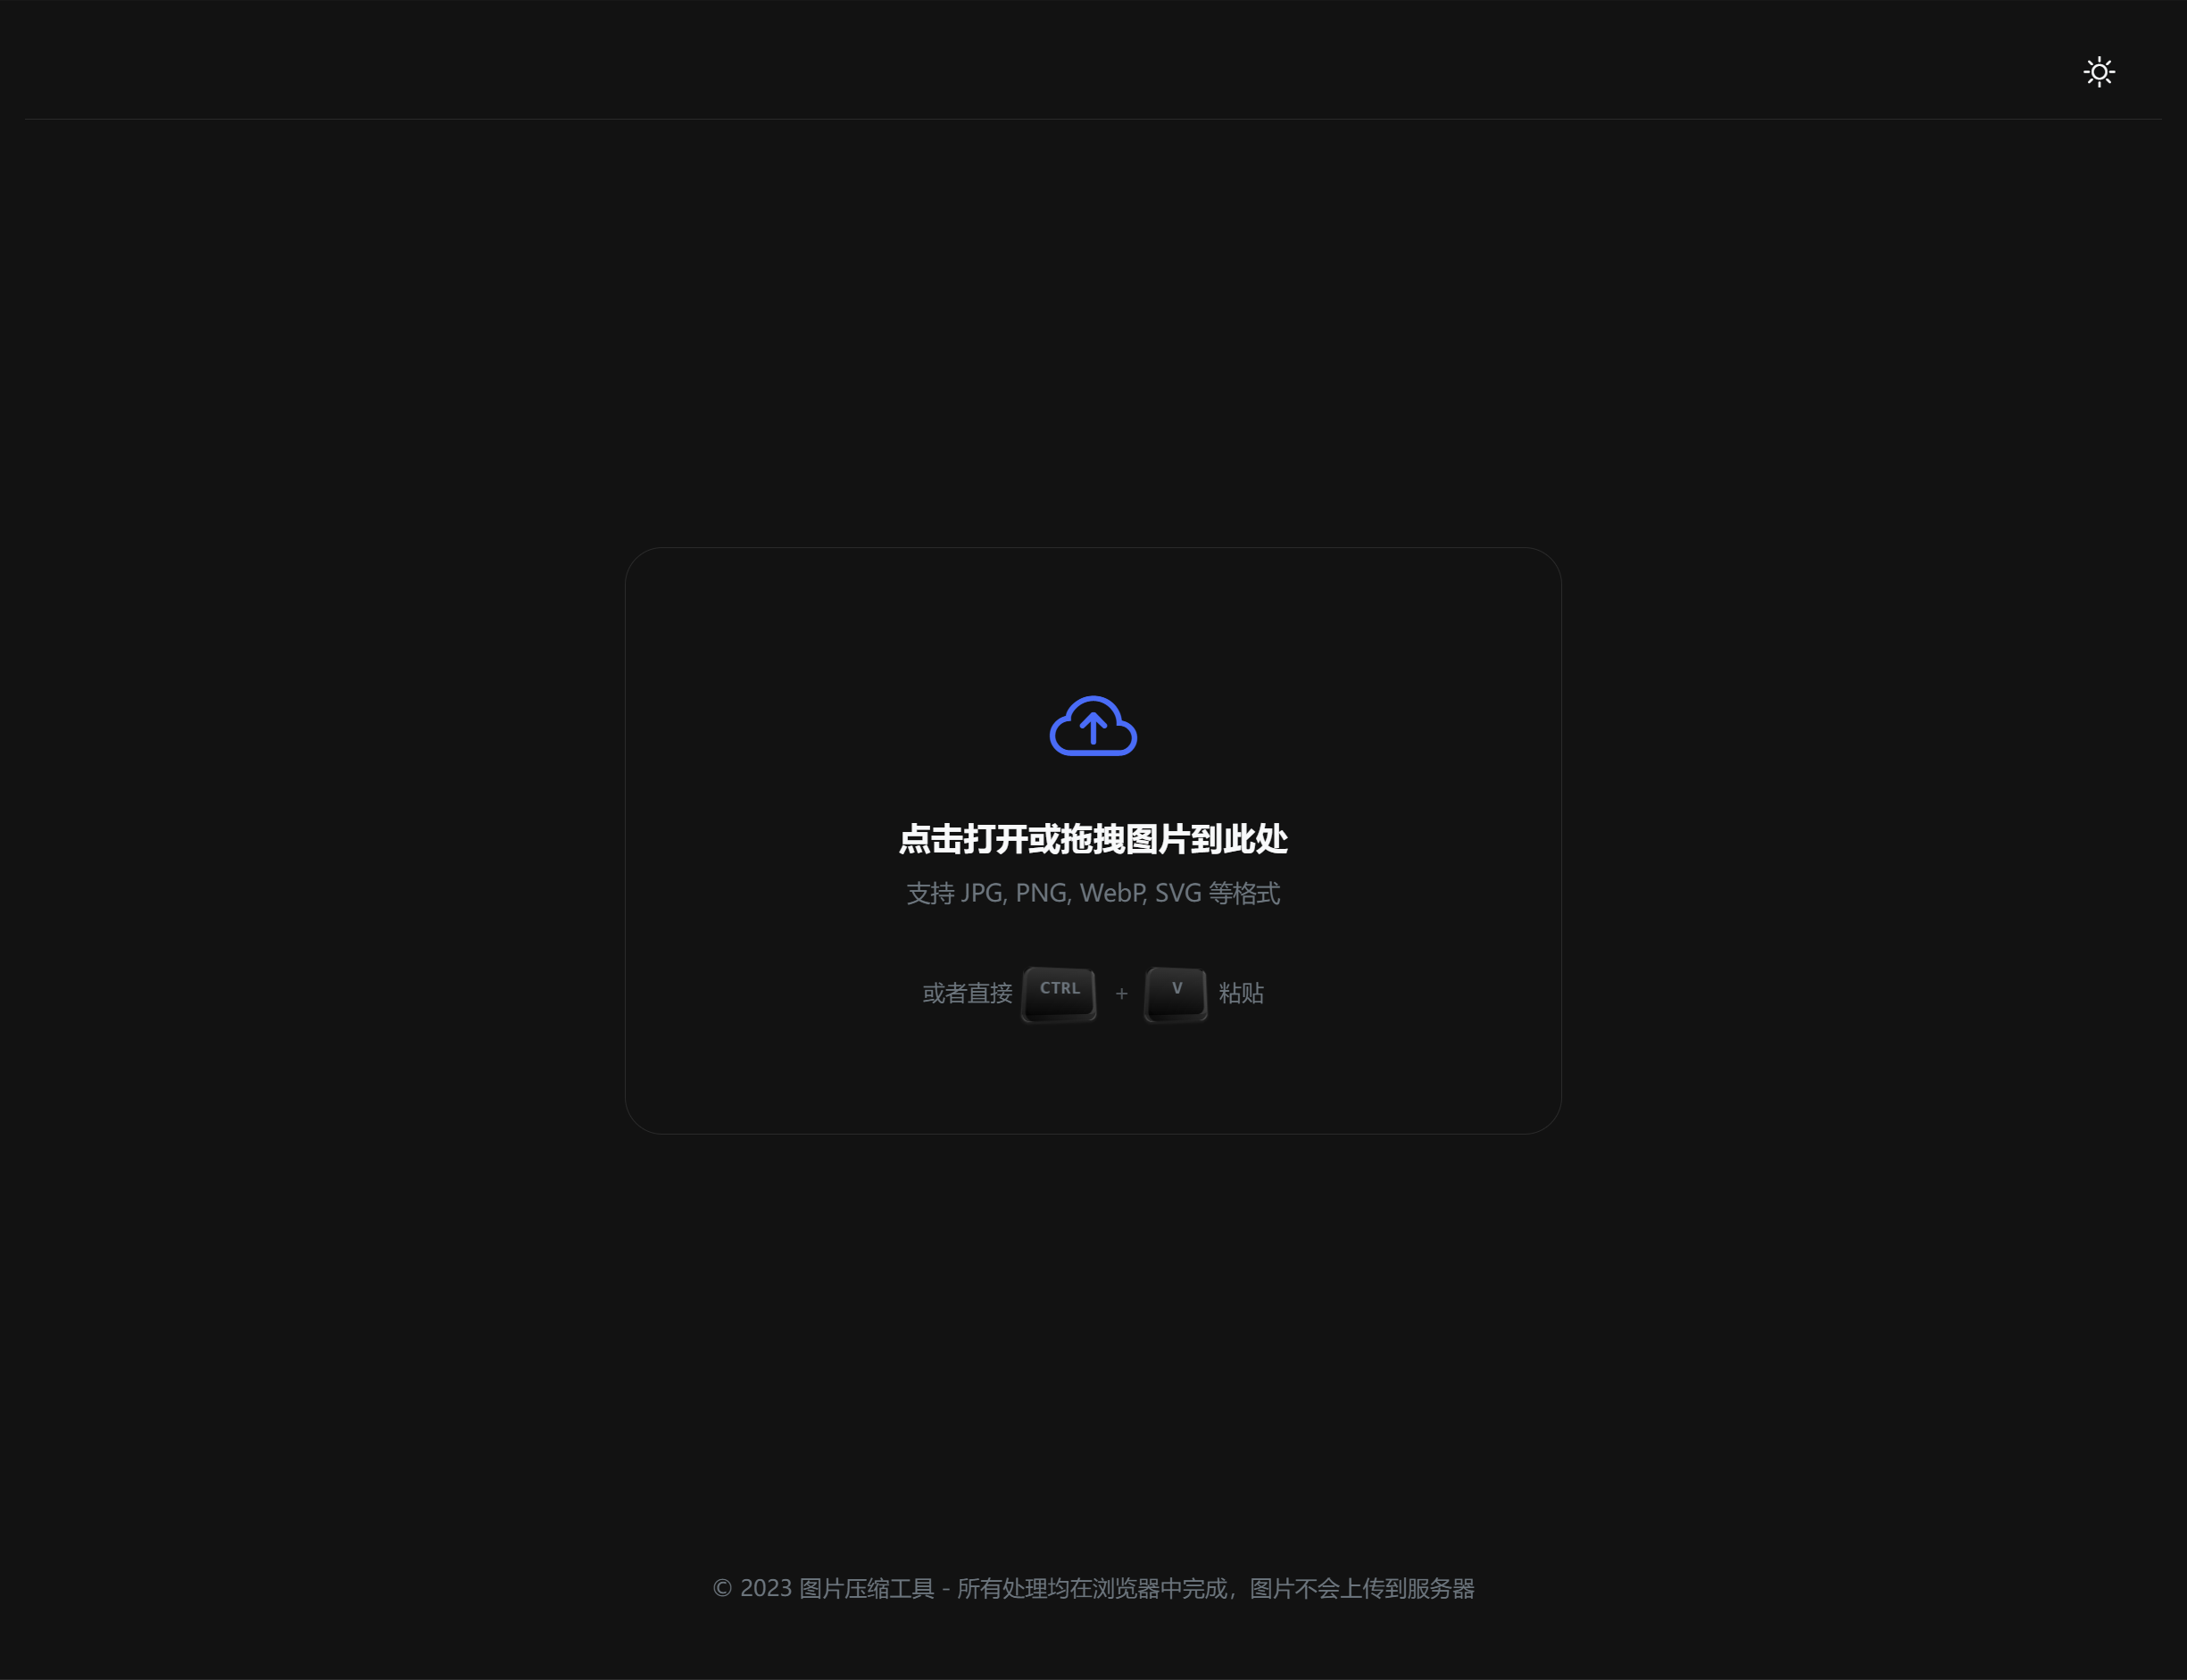 点击打开或拖拽图片到此处
支持 JPG, PNG, WebP, SVG 等格式
或者直接 CTRL + V 粘贴
© 2023 图片压缩工具 - 所有处理均在浏览器中完成，图片不会上传到服务器